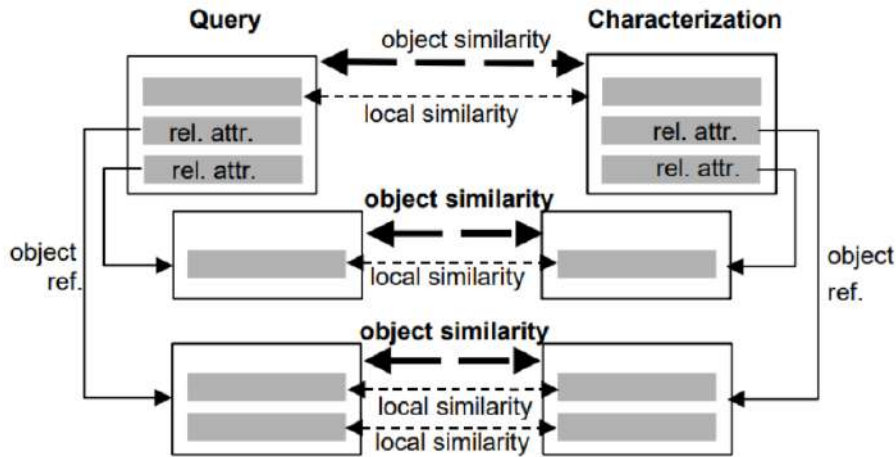 Query
Characterization
object similarity
local similarity
rel. attr.
rel. attr.
rel. attr.
rel. attr.
object similarity
object
ref.
local similarity
object
ref.
object similarity
local similarity
local similarity